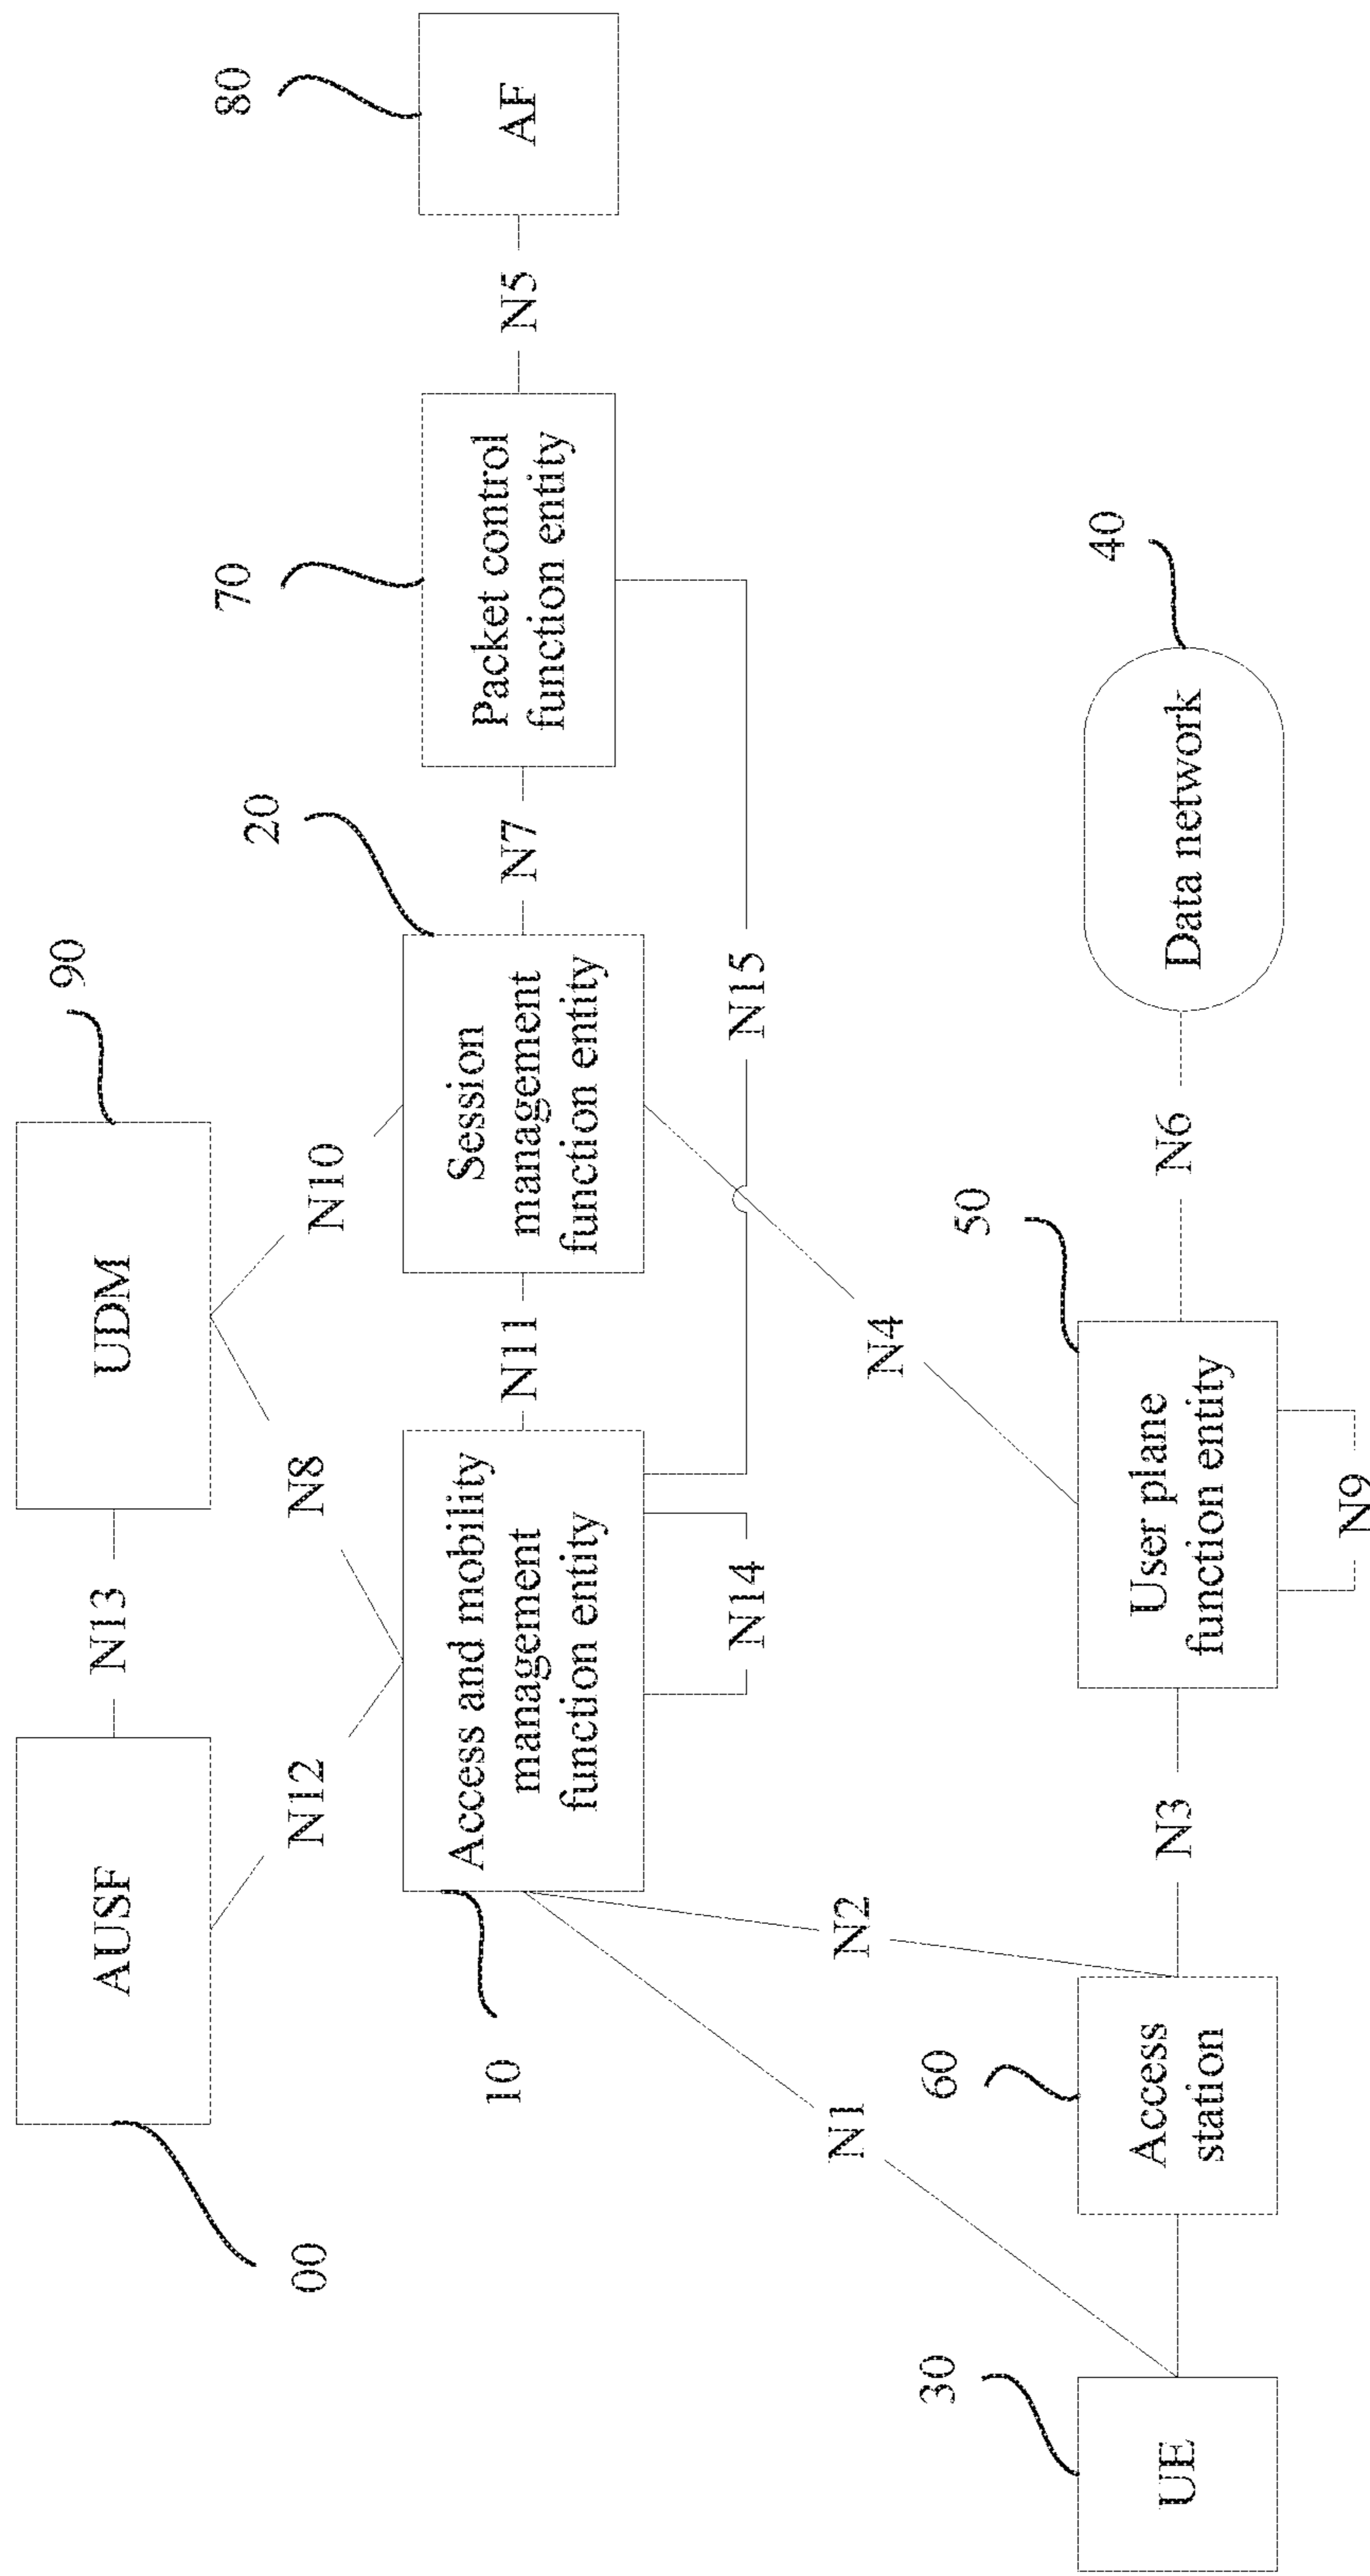 00
AUSF
N13
UDM
90
N12
N8
N10
10
Access and mobility
management
function entity
N11
20
Session
management
function entity
N7
70
Packet control
function entity
N5
80
AF
N14
N15
N1
N2
N4
30
UE
60
Access
station
N3
50
User plane
function entity
N9
N6
40
Data network